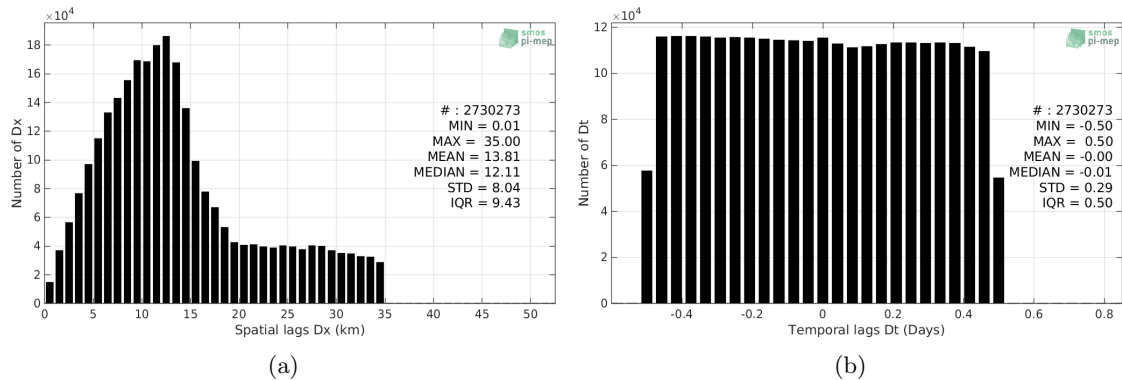 ×10⁴
18
16
14
12
10
8
6
4
2
0
Number of Dx
smos
pi-mep
# : 2730273
MIN = 0.01
MAX = 35.00
MEAN = 13.81
MEDIAN = 12.11
STD = 8.04
IQR = 9.43
0 5 10 15 20 25 30 35 40 45 50
Spatial lags Dx (km)
(a)
×10⁴
12
10
8
6
4
2
0
Number of Dt
smos
pi-mep
# : 2730273
MIN = -0.50
MAX = 0.50
MEAN = -0.00
MEDIAN = -0.01
STD = 0.29
IQR = 0.50
-0.4 -0.2 0 0.2 0.4 0.6 0.8
Temporal lags Dt (Days)
(b)